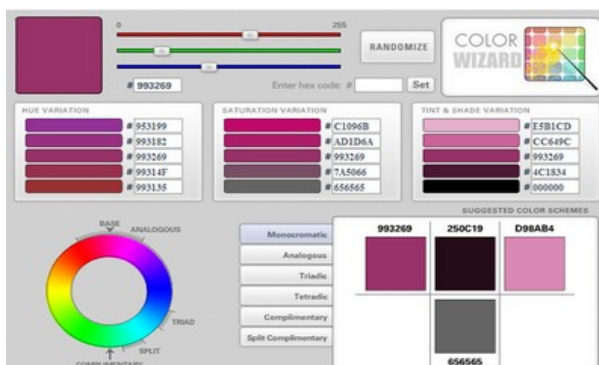 0 255
RANDOMIZE
COLOR
WIZARD
# 993269
Enter hex code: # Set
HUE VARIATION
# 953199
# 993182
# 993269
# 99314F
# 993135
SATURATION VARIATION
# C1096B
# AD1D6A
# 993269
# 7A5066
# 656565
TINT & SHADE VARIATION
# E5B1CD
# CC649C
# 993269
# 4C1834
# 000000
SUGGESTED COLOR SCHEMES
BASE
ANALOGOUS
TRIAD
SPLIT
COMPLIMENTARY
Monocromatic
Analogous
Triadic
Tetradic
Complimentary
Split Complimentary
993269 250C19 D98AB4
656565